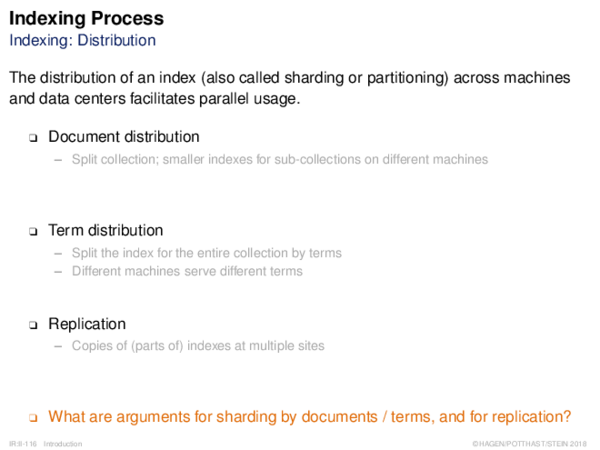 Indexing Process
Indexing: Distribution
The distribution of an index (also called sharding or partitioning) across machines
and data centers facilitates parallel usage.
❑ Document distribution
– Split collection; smaller indexes for sub-collections on different machines
❑ Term distribution
– Split the index for the entire collection by terms
– Different machines serve different terms
❑ Replication
– Copies of (parts of) indexes at multiple sites
❑ What are arguments for sharding by documents / terms, and for replication?
IR:II-116 Introduction ©HAGEN/POTTHAST/STEIN 2018